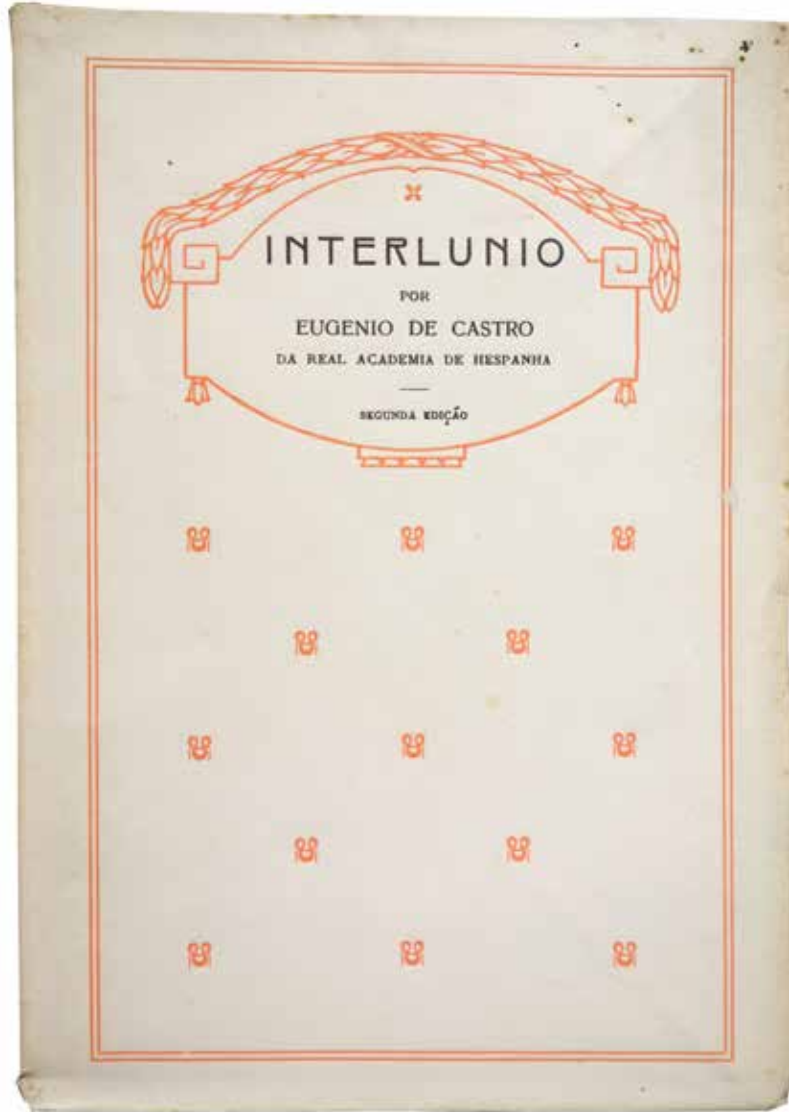 INTERLUNIO
POR
EUGENIO DE CASTRO
DA REAL ACADEMIA DE HESPANHA
SEGUNDA EDIÇÃO